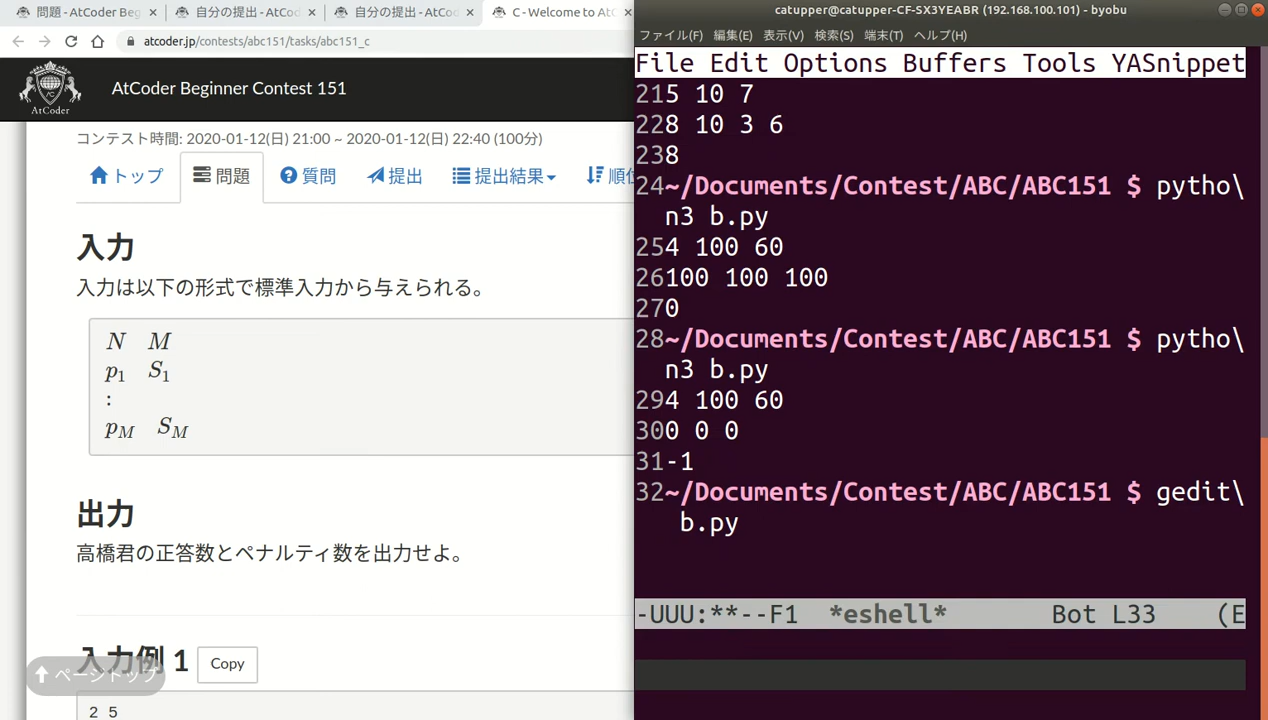 問題 - AtCoder Beg
自分の提出 - AtCod
自分の提出 - AtCod
C - Welcome to AtC
atcoder.jp/contests/abc151/tasks/abc151_c
AtCoder
AtCoder Beginner Contest 151
コンテスト時間: 2020-01-12(日) 21:00 ~ 2020-01-12(日) 22:40 (100分)
トップ 問題 質問 提出 提出結果 順位
入力
入力は以下の形式で標準入力から与えられる。
N M
p1 S1
:
pM SM
出力
高橋君の正答数とペナルティ数を出力せよ。
入力例 1 Copy
ページトップ
2 5
catupper@catupper-CF-SX3YEABR (192.168.100.101) - byobu
ファイル(F) 編集(E) 表示(V) 検索(S) 端末(T) ヘルプ(H)
File Edit Options Buffers Tools YASnippet
215 10 7
228 10 3 6
238
24~/Documents/Contest/ABC/ABC151 $ pytho\
n3 b.py
254 100 60
26100 100 100
270
28~/Documents/Contest/ABC/ABC151 $ pytho\
n3 b.py
294 100 60
300 0 0
31-1
32~/Documents/Contest/ABC/ABC151 $ gedit\
b.py
-UUU:**--F1 *eshell* Bot L33 (E